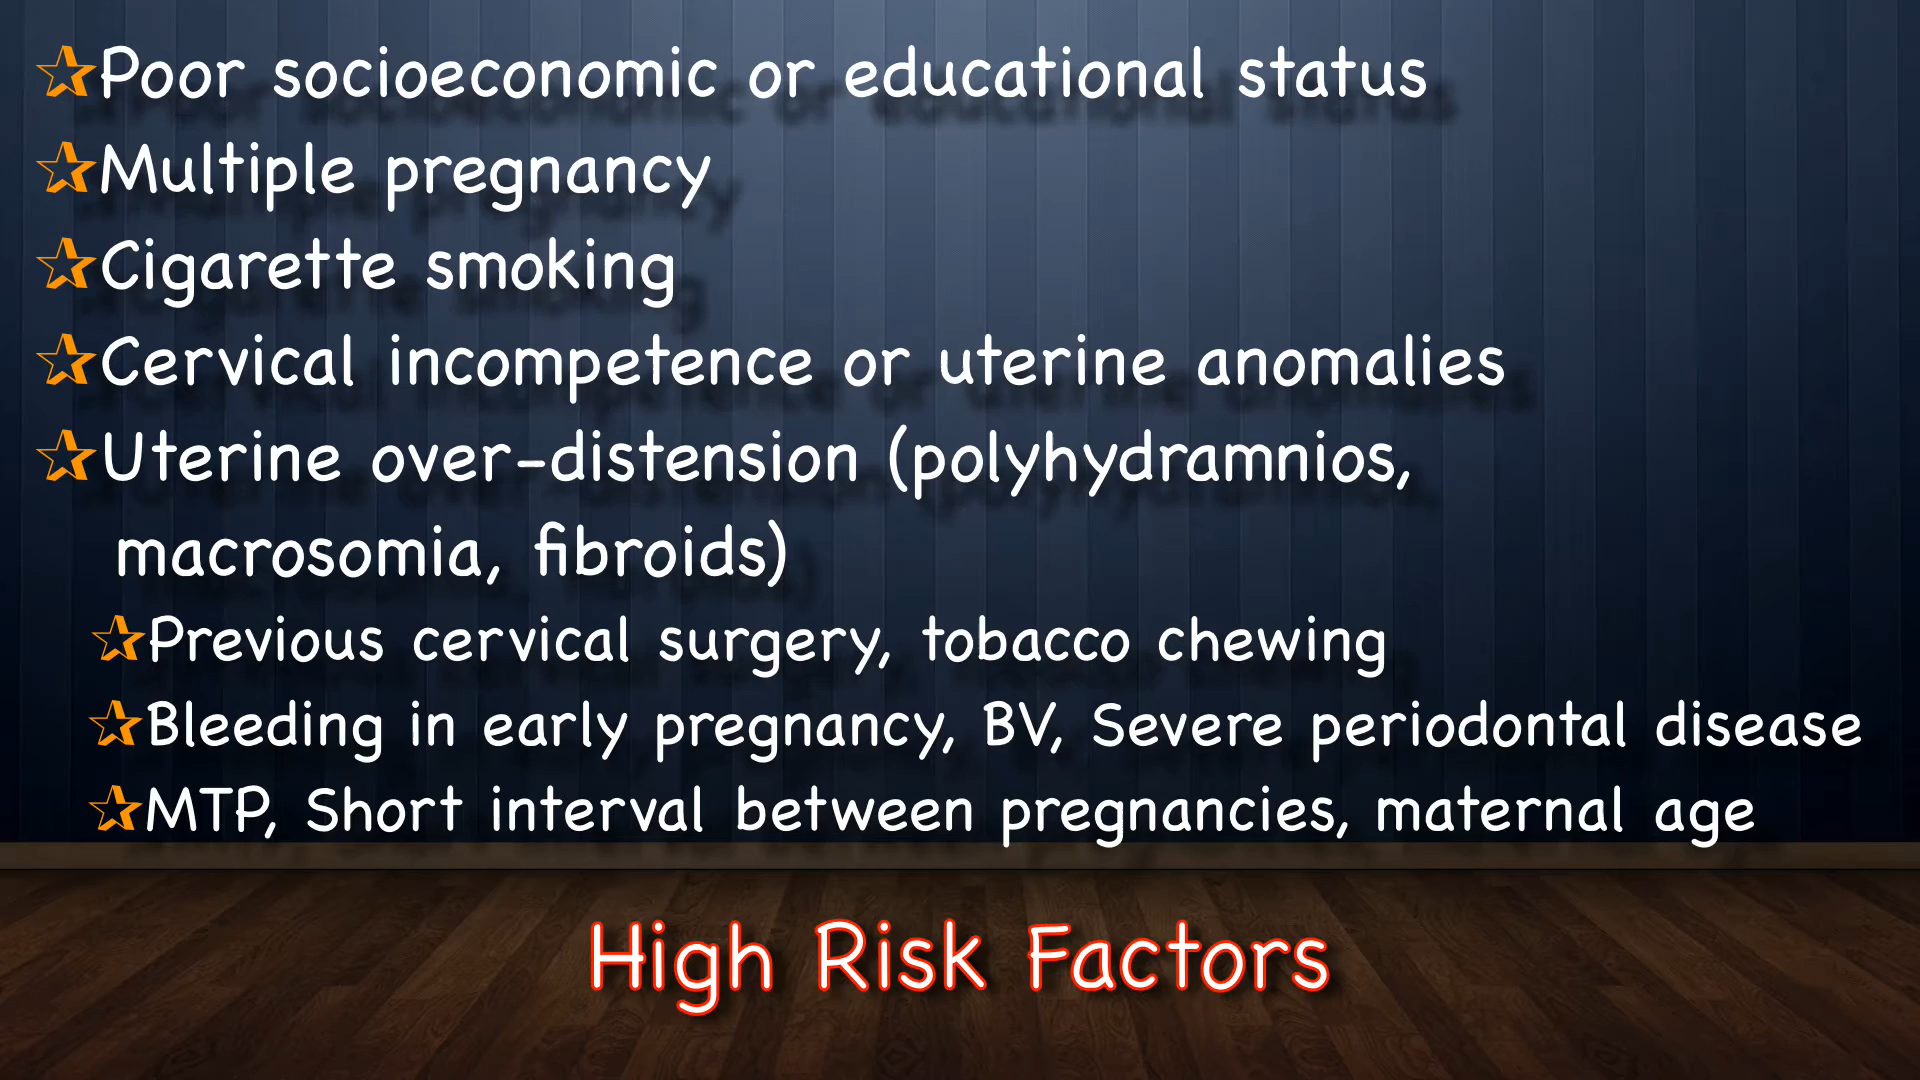 Poor socioeconomic or educational status
Multiple pregnancy
Cigarette smoking
Cervical incompetence or uterine anomalies
Uterine over-distension (polyhydramnios,
macrosomia, fibroids)
Previous cervical surgery, tobacco chewing
Bleeding in early pregnancy, BV, Severe periodontal disease
MTP, Short interval between pregnancies, maternal age
High Risk Factors